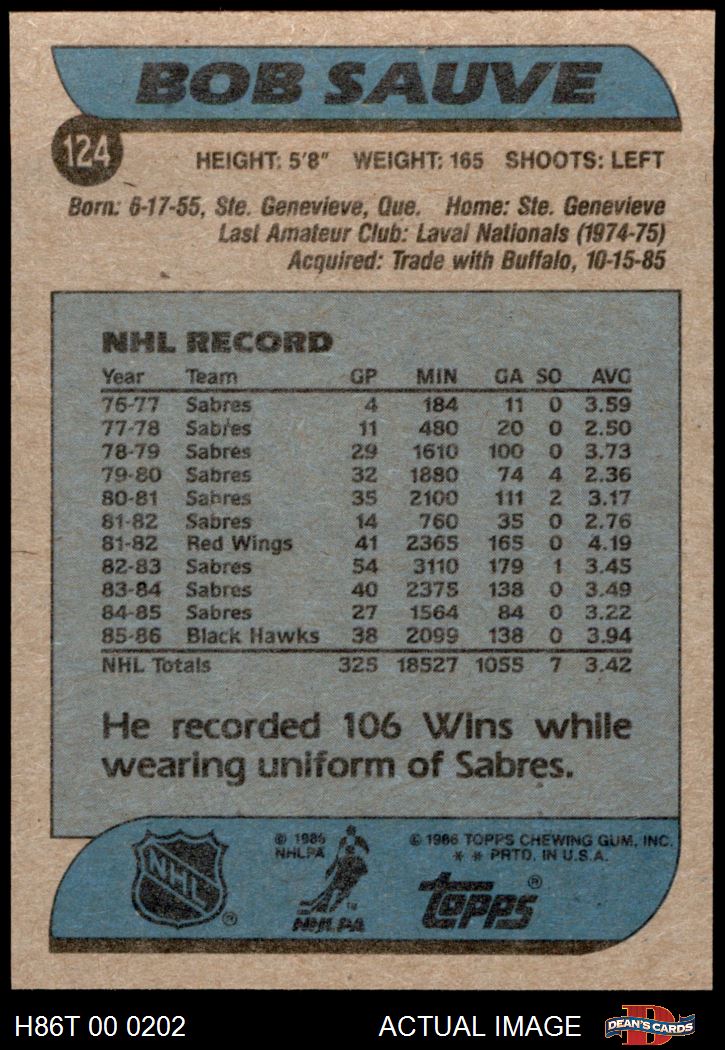 BOB SAUVE
124
HEIGHT: 5'8" WEIGHT: 165 SHOOTS: LEFT
Born: 6-17-55, Ste. Genevieve, Que. Home: Ste. Genevieve
Last Amateur Club: Laval Nationals (1974-75)
Acquired: Trade with Buffalo, 10-15-85
NHL RECORD
Year Team GP MIN GA SO AVG
76-77 Sabres 4 184 11 0 3.59
77-78 Sabres 11 480 20 0 2.50
78-79 Sabres 29 1610 100 0 3.73
79-80 Sabres 32 1880 74 4 2.36
80-81 Sabres 35 2100 111 2 3.17
81-82 Sabres 14 760 35 0 2.76
81-82 Red Wings 41 2365 165 0 4.19
82-83 Sabres 54 3110 179 1 3.45
83-84 Sabres 40 2375 138 0 3.49
84-85 Sabres 27 1564 84 0 3.22
85-86 Black Hawks 38 2099 138 0 3.94
NHL Totals 325 18527 1055 7 3.42
He recorded 106 Wins while
wearing uniform of Sabres.
NHL ®
© 1986
NHLPA
NHLPA TM
© 1986 TOPPS CHEWING GUM, INC.
* * PRTD. IN U.S.A.
topps ®
H86T 00 0202 ACTUAL IMAGE
D
DEAN'S CARDS